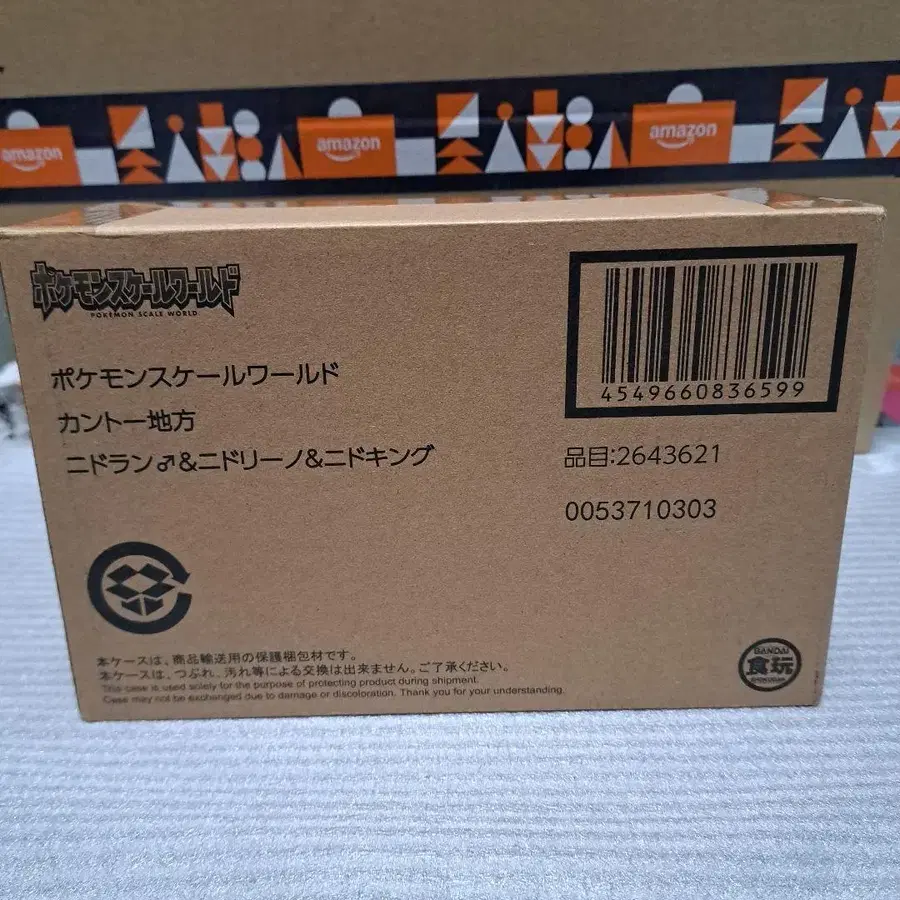 amazon
amazon
amazon
ポケモンスケールワールド
POKEMON SCALE WORLD
4549660836599
ポケモンスケールワールド
カントー地方
ニドラン♂&ニドリーノ&ニドキング
品目:2643621
0053710303
本ケースは、商品輸送用の保護梱包材です。
本ケースは、つぶれ、汚れ等による交換は出来ません。ご了承ください。
This case is used solely for the purpose of protecting product during shipment.
Case may not be exchanged due to damage or discoloration. Thank you for your understanding.
BANDAI
食玩